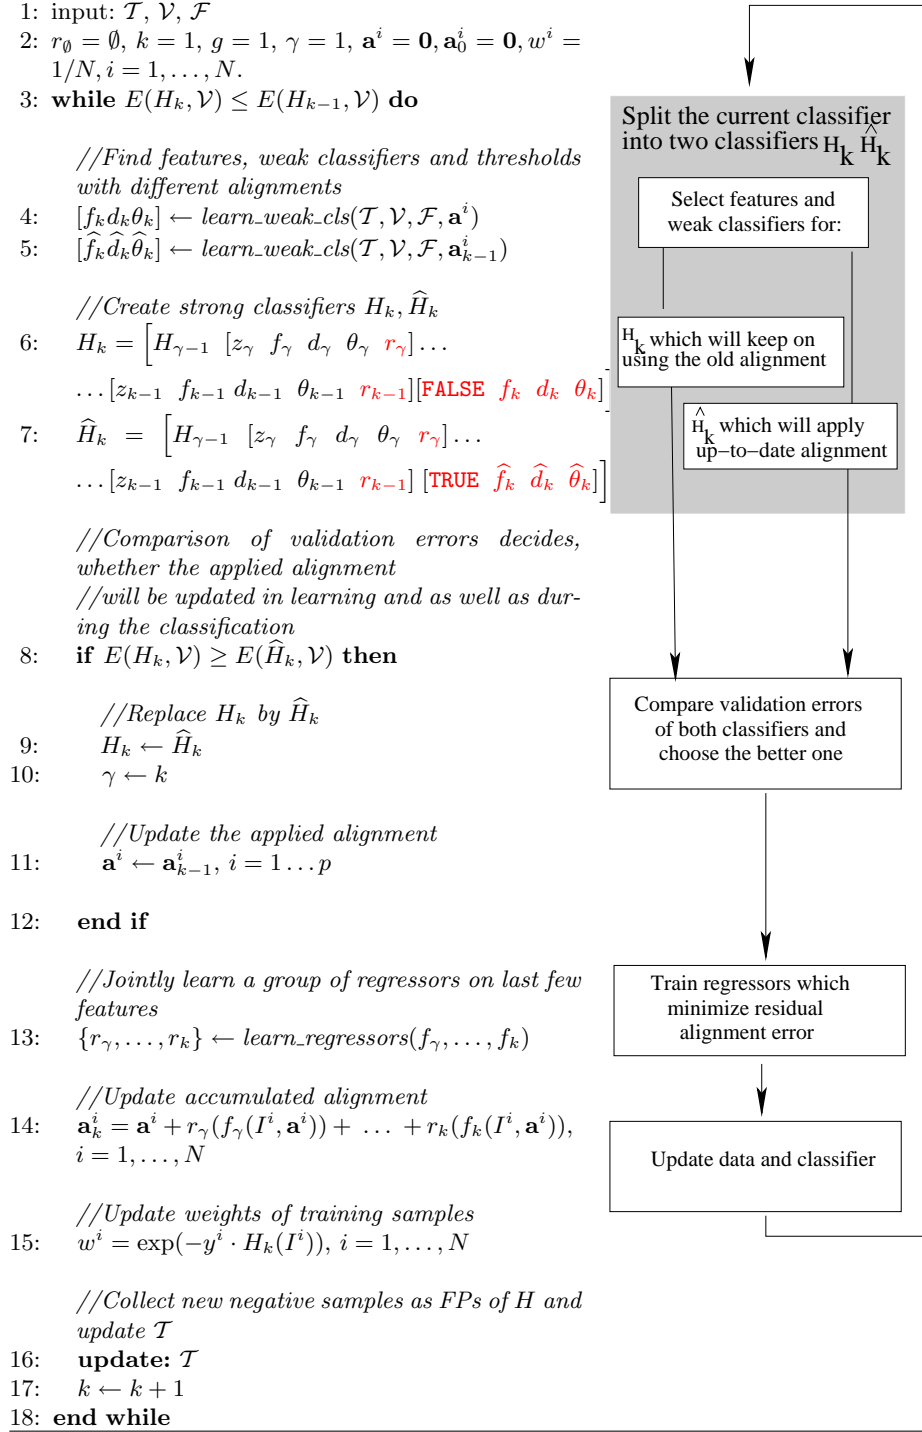 1: input: 𝒯, 𝒱, ℱ
2: r_∅ = ∅, k = 1, g = 1, γ = 1, a^i = 0, a_0^i = 0, w^i =
1/N, i = 1, . . . , N.
3: while E(H_k, 𝒱) ≤ E(H_{k−1}, 𝒱) do
//Find features, weak classifiers and thresholds
with different alignments
4: [f_k d_k θ_k] ← learn_weak_cls(𝒯, 𝒱, ℱ, a^i)
5: [f̂_k d̂_k θ̂_k] ← learn_weak_cls(𝒯, 𝒱, ℱ, a^i_{k−1})
//Create strong classifiers H_k, Ĥ_k
6: H_k = [H_{γ−1} [z_γ f_γ d_γ θ_γ r_γ] . . .
. . . [z_{k−1} f_{k−1} d_{k−1} θ_{k−1} r_{k−1}][FALSE f_k d_k θ_k]]
7: Ĥ_k = [H_{γ−1} [z_γ f_γ d_γ θ_γ r_γ] . . .
. . . [z_{k−1} f_{k−1} d_{k−1} θ_{k−1} r_{k−1}] [TRUE f̂_k d̂_k θ̂_k]]
//Comparison of validation errors decides,
whether the applied alignment
//will be updated in learning and as well as dur-
ing the classification
8: if E(H_k, 𝒱) ≥ E(Ĥ_k, 𝒱) then
//Replace H_k by Ĥ_k
9: H_k ← Ĥ_k
10: γ ← k
//Update the applied alignment
11: a^i ← a^i_{k−1}, i = 1 . . . p
12: end if
//Jointly learn a group of regressors on last few
features
13: {r_γ, . . . , r_k} ← learn_regressors(f_γ, . . . , f_k)
//Update accumulated alignment
14: a^i_k = a^i + r_γ(f_γ(I^i, a^i)) + . . . + r_k(f_k(I^i, a^i)),
i = 1, . . . , N
//Update weights of training samples
15: w^i = exp(−y^i · H_k(I^i)), i = 1, . . . , N
//Collect new negative samples as FPs of H and
update 𝒯
16: update: 𝒯
17: k ← k + 1
18: end while
Split the current classifier
into two classifiers H_k Ĥ_k
Select features and
weak classifiers for:
H_k which will keep on
using the old alignment
Ĥ_k which will apply
up−to−date alignment
Compare validation errors
of both classifiers and
choose the better one
Train regressors which
minimize residual
alignment error
Update data and classifier